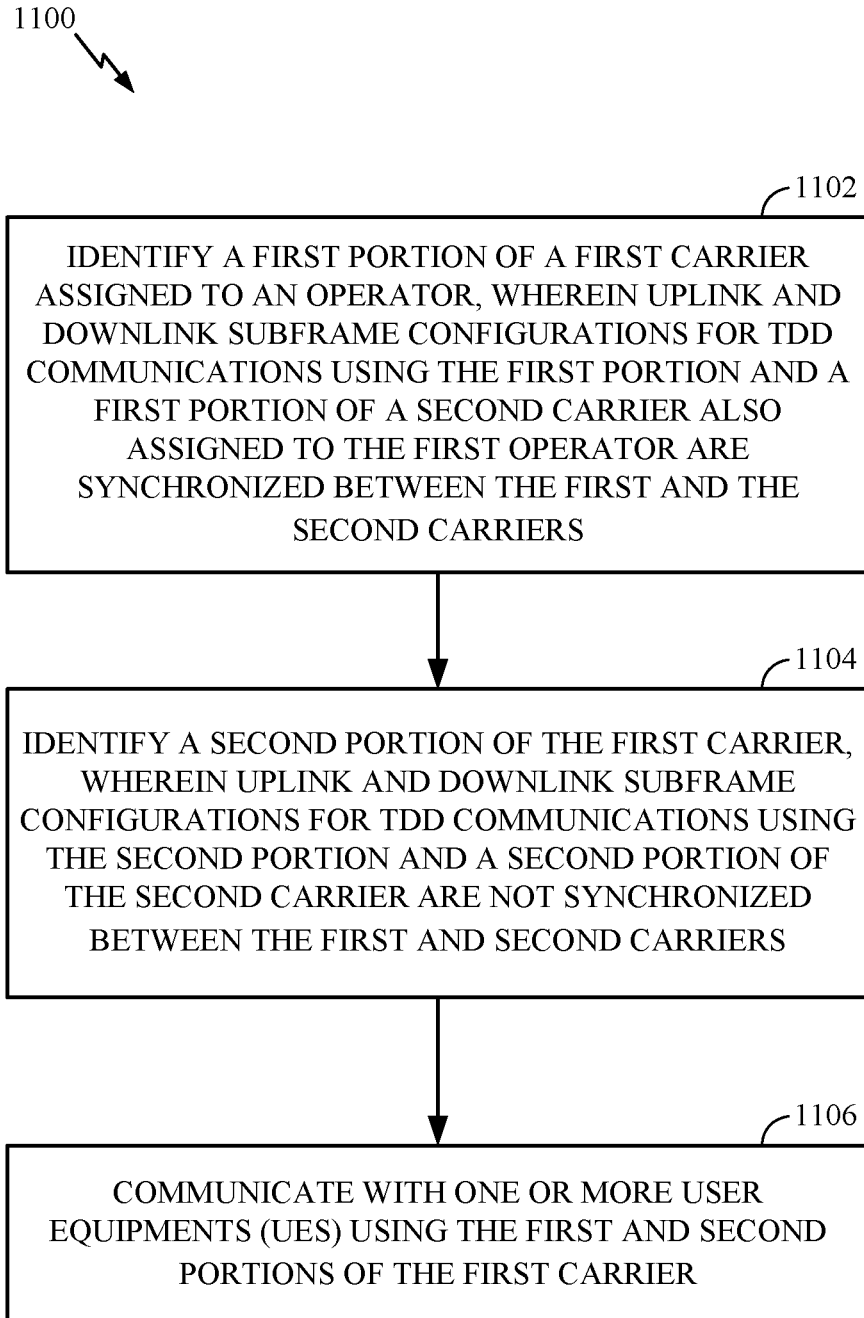 1100
1102
IDENTIFY A FIRST PORTION OF A FIRST CARRIER
ASSIGNED TO AN OPERATOR, WHEREIN UPLINK AND
DOWNLINK SUBFRAME CONFIGURATIONS FOR TDD
COMMUNICATIONS USING THE FIRST PORTION AND A
FIRST PORTION OF A SECOND CARRIER ALSO
ASSIGNED TO THE FIRST OPERATOR ARE
SYNCHRONIZED BETWEEN THE FIRST AND THE
SECOND CARRIERS
1104
IDENTIFY A SECOND PORTION OF THE FIRST CARRIER,
WHEREIN UPLINK AND DOWNLINK SUBFRAME
CONFIGURATIONS FOR TDD COMMUNICATIONS USING
THE SECOND PORTION AND A SECOND PORTION OF
THE SECOND CARRIER ARE NOT SYNCHRONIZED
BETWEEN THE FIRST AND SECOND CARRIERS
1106
COMMUNICATE WITH ONE OR MORE USER
EQUIPMENTS (UES) USING THE FIRST AND SECOND
PORTIONS OF THE FIRST CARRIER